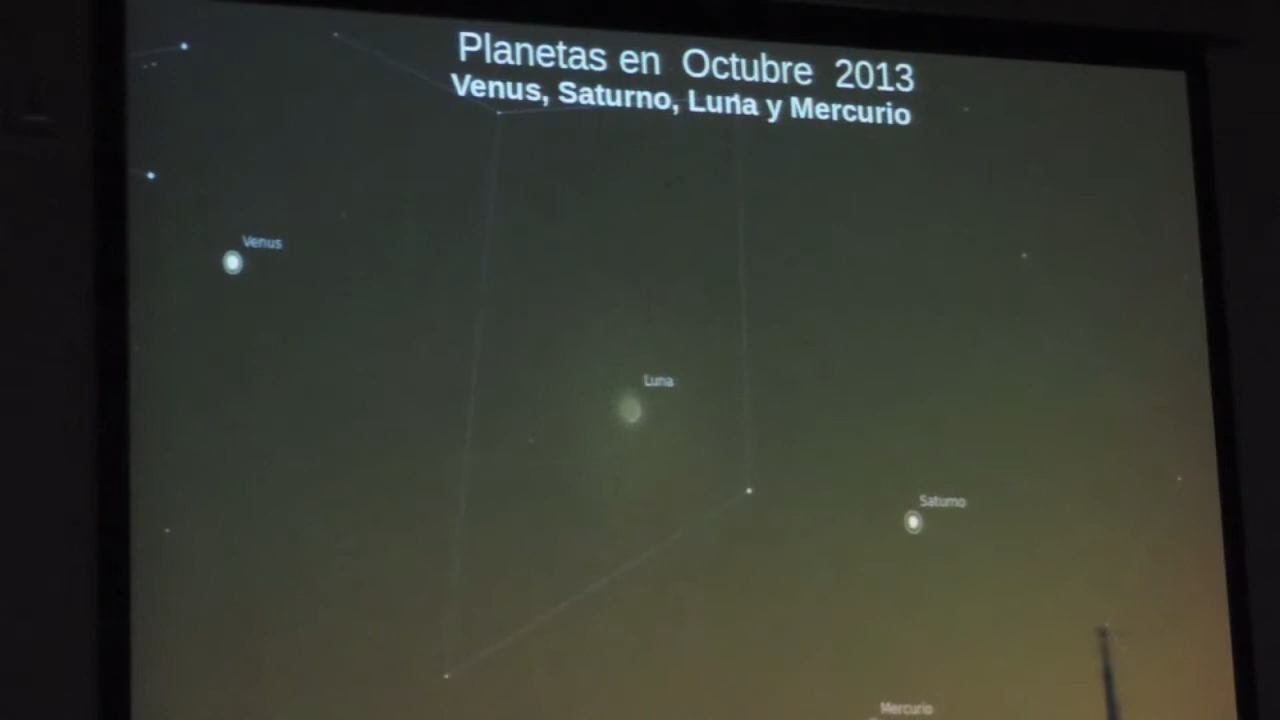 Planetas en Octubre 2013
Venus, Saturno, Luna y Mercurio
Venus
Luna
Saturno
Mercurio